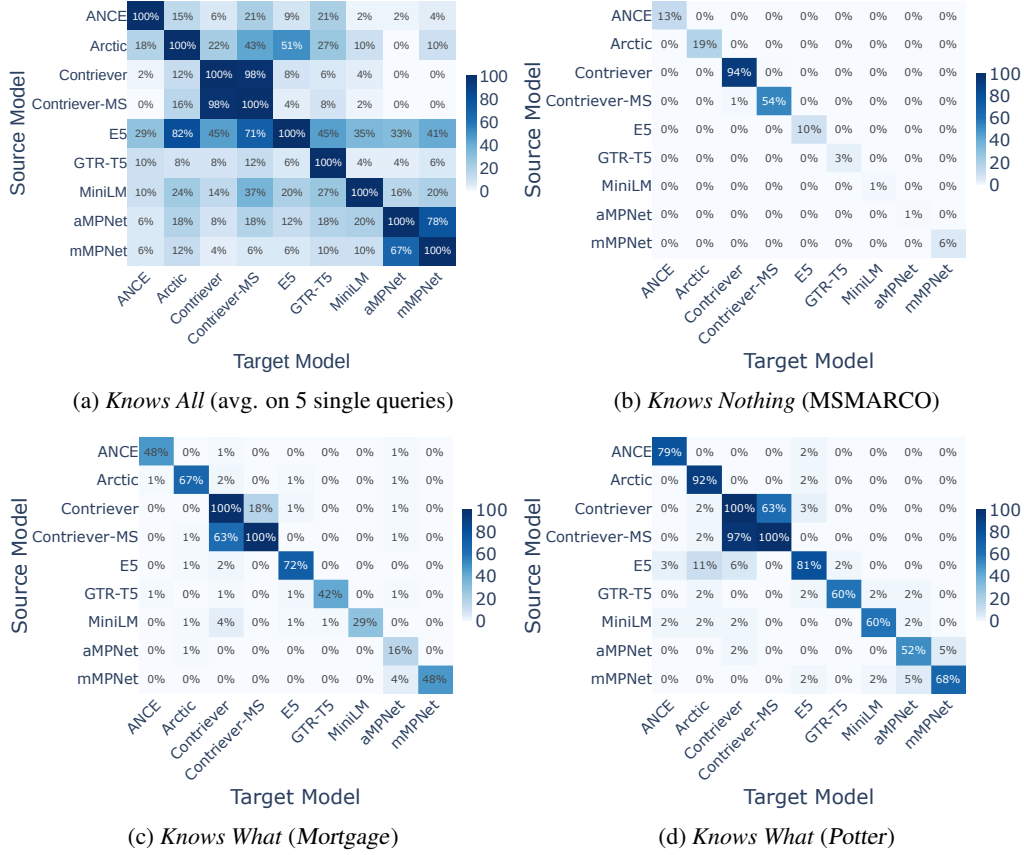 Source Model
ANCE 100% 15% 6% 21% 9% 21% 2% 2% 4%
Arctic 18% 100% 22% 43% 51% 27% 10% 0% 10%
Contriever 2% 12% 100% 98% 8% 6% 4% 0% 0%
Contriever-MS 0% 16% 98% 100% 4% 8% 2% 0% 0%
E5 29% 82% 45% 71% 100% 45% 35% 33% 41%
GTR-T5 10% 8% 8% 12% 6% 100% 4% 4% 6%
MiniLM 10% 24% 14% 37% 20% 27% 100% 16% 20%
aMPNet 6% 18% 8% 18% 12% 18% 20% 100% 78%
mMPNet 6% 12% 4% 6% 6% 10% 10% 67% 100%
ANCE Arctic Contriever Contriever-MS E5 GTR-T5 MiniLM aMPNet mMPNet
Target Model
100
80
60
40
20
0
(a) Knows All (avg. on 5 single queries)
Source Model
ANCE 13% 0% 0% 0% 0% 0% 0% 0% 0%
Arctic 0% 19% 0% 0% 0% 0% 0% 0% 0%
Contriever 0% 0% 94% 0% 0% 0% 0% 0% 0%
Contriever-MS 0% 0% 1% 54% 0% 0% 0% 0% 0%
E5 0% 0% 0% 0% 10% 0% 0% 0% 0%
GTR-T5 0% 0% 0% 0% 0% 3% 0% 0% 0%
MiniLM 0% 0% 0% 0% 0% 0% 1% 0% 0%
aMPNet 0% 0% 0% 0% 0% 0% 0% 1% 0%
mMPNet 0% 0% 0% 0% 0% 0% 0% 0% 6%
ANCE Arctic Contriever Contriever-MS E5 GTR-T5 MiniLM aMPNet mMPNet
Target Model
100
80
60
40
20
0
(b) Knows Nothing (MSMARCO)
Source Model
ANCE 48% 0% 1% 0% 0% 0% 0% 1% 0%
Arctic 1% 67% 2% 0% 1% 0% 0% 1% 0%
Contriever 0% 0% 100% 18% 1% 0% 0% 0% 0%
Contriever-MS 0% 1% 63% 100% 0% 0% 0% 1% 0%
E5 0% 1% 2% 0% 72% 0% 0% 0% 0%
GTR-T5 1% 0% 1% 0% 1% 42% 0% 1% 0%
MiniLM 0% 0% 4% 0% 1% 1% 29% 0% 0%
aMPNet 0% 1% 0% 0% 0% 0% 0% 16% 0%
mMPNet 0% 0% 0% 0% 0% 0% 0% 4% 48%
ANCE Arctic Contriever Contriever-MS E5 GTR-T5 MiniLM aMPNet mMPNet
Target Model
100
80
60
40
20
0
(c) Knows What (Mortgage)
Source Model
ANCE 79% 0% 0% 0% 2% 0% 0% 0% 0%
Arctic 0% 92% 0% 0% 2% 0% 0% 0% 0%
Contriever 0% 2% 100% 63% 3% 0% 0% 0% 0%
Contriever-MS 0% 2% 97% 100% 0% 0% 0% 0% 0%
E5 3% 11% 6% 0% 81% 2% 0% 0% 0%
GTR-T5 0% 0% 0% 0% 2% 60% 2% 2% 0%
MiniLM 2% 2% 2% 0% 0% 0% 60% 2% 0%
aMPNet 0% 0% 2% 0% 0% 0% 0% 52% 5%
mMPNet 0% 0% 0% 0% 2% 0% 2% 5% 68%
ANCE Arctic Contriever Contriever-MS E5 GTR-T5 MiniLM aMPNet mMPNet
Target Model
100
80
60
40
20
0
(d) Knows What (Potter)